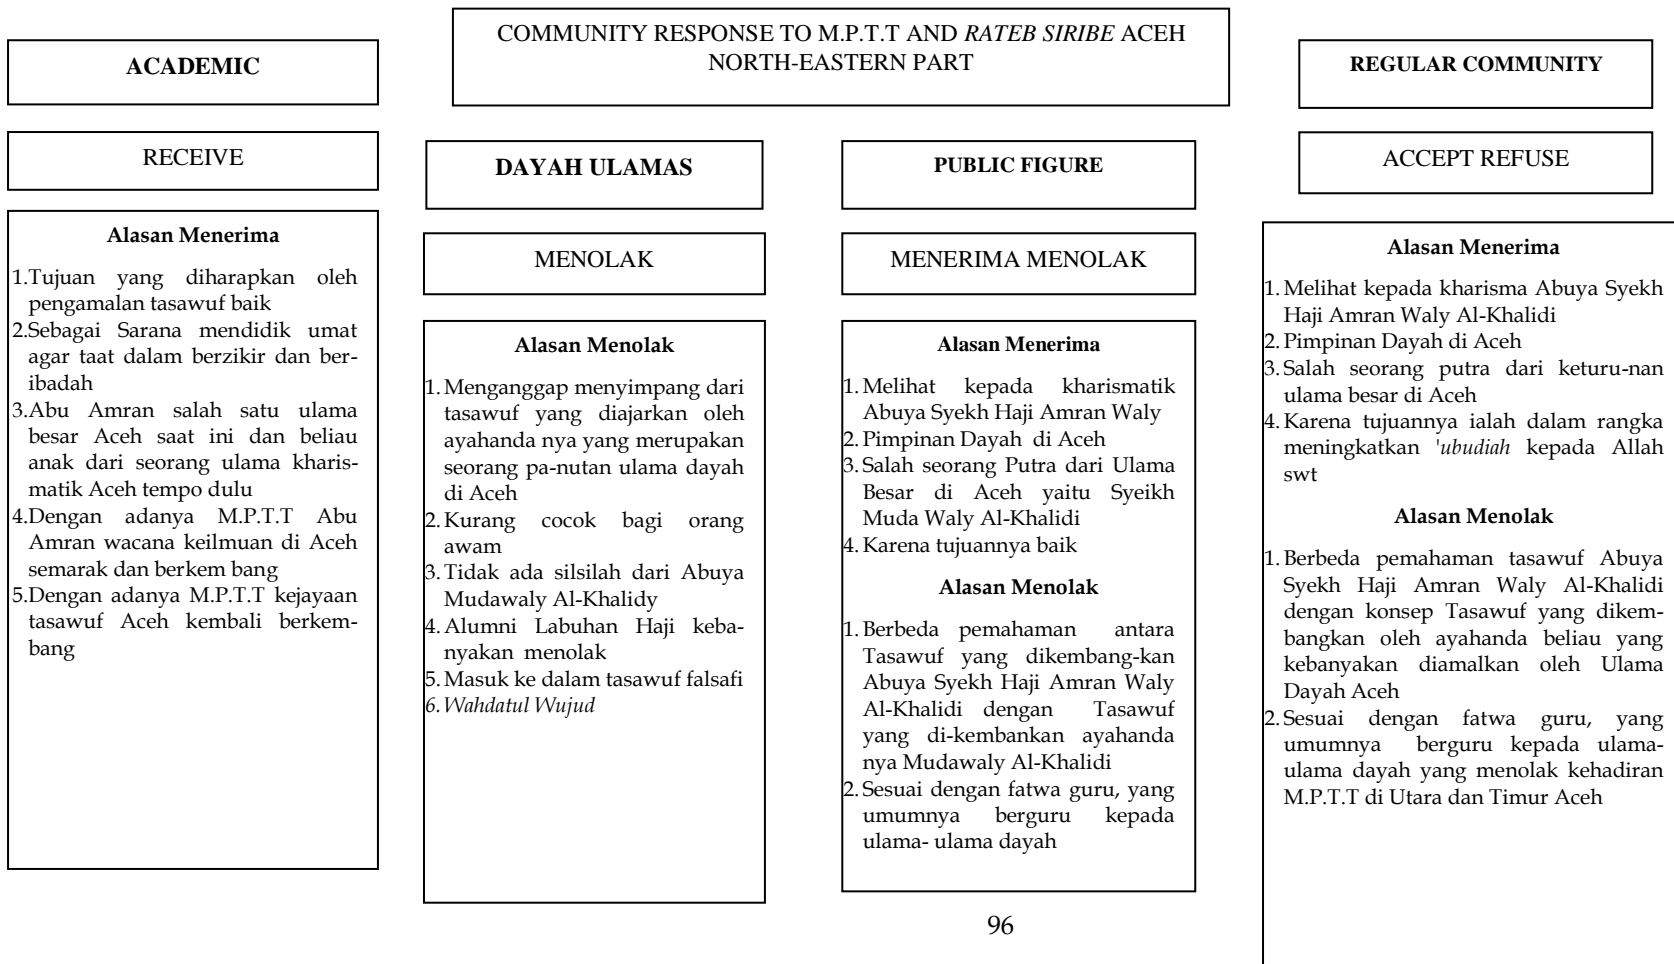 COMMUNITY RESPONSE TO M.P.T.T AND RATEB SIRIBE ACEH
NORTH-EASTERN PART
ACADEMIC
RECEIVE
Alasan Menerima
1.Tujuan yang diharapkan oleh
pengamalan tasawuf baik
2.Sebagai Sarana mendidik umat
agar taat dalam berzikir dan ber-
ibadah
3.Abu Amran salah satu ulama
besar Aceh saat ini dan beliau
anak dari seorang ulama kharis-
matik Aceh tempo dulu
4.Dengan adanya M.P.T.T Abu
Amran wacana keilmuan di Aceh
semarak dan berkem bang
5.Dengan adanya M.P.T.T kejayaan
tasawuf Aceh kembali berkem-
bang
DAYAH ULAMAS
MENOLAK
Alasan Menolak
1. Menganggap menyimpang dari
tasawuf yang diajarkan oleh
ayahanda nya yang merupakan
seorang pa-nutan ulama dayah
di Aceh
2. Kurang cocok bagi orang
awam
3. Tidak ada silsilah dari Abuya
Mudawaly Al-Khalidy
4. Alumni Labuhan Haji keba-
nyakan menolak
5. Masuk ke dalam tasawuf falsafi
6. Wahdatul Wujud
PUBLIC FIGURE
MENERIMA MENOLAK
Alasan Menerima
1. Melihat kepada kharismatik
Abuya Syekh Haji Amran Waly
2. Pimpinan Dayah di Aceh
3. Salah seorang Putra dari Ulama
Besar di Aceh yaitu Syeikh
Muda Waly Al-Khalidi
4. Karena tujuannya baik
Alasan Menolak
1. Berbeda pemahaman antara
Tasawuf yang dikembang-kan
Abuya Syekh Haji Amran Waly
Al-Khalidi dengan Tasawuf
yang di-kembankan ayahanda
nya Mudawaly Al-Khalidi
2. Sesuai dengan fatwa guru, yang
umumnya berguru kepada
ulama- ulama dayah
REGULAR COMMUNITY
ACCEPT REFUSE
Alasan Menerima
1. Melihat kepada kharisma Abuya Syekh
Haji Amran Waly Al-Khalidi
2. Pimpinan Dayah di Aceh
3. Salah seorang putra dari keturu-nan
ulama besar di Aceh
4. Karena tujuannya ialah dalam rangka
meningkatkan 'ubudiah kepada Allah
swt
Alasan Menolak
1. Berbeda pemahaman tasawuf Abuya
Syekh Haji Amran Waly Al-Khalidi
dengan konsep Tasawuf yang dikem-
bangkan oleh ayahanda beliau yang
kebanyakan diamalkan oleh Ulama
Dayah Aceh
2. Sesuai dengan fatwa guru, yang
umumnya berguru kepada ulama-
ulama dayah yang menolak kehadiran
M.P.T.T di Utara dan Timur Aceh
96